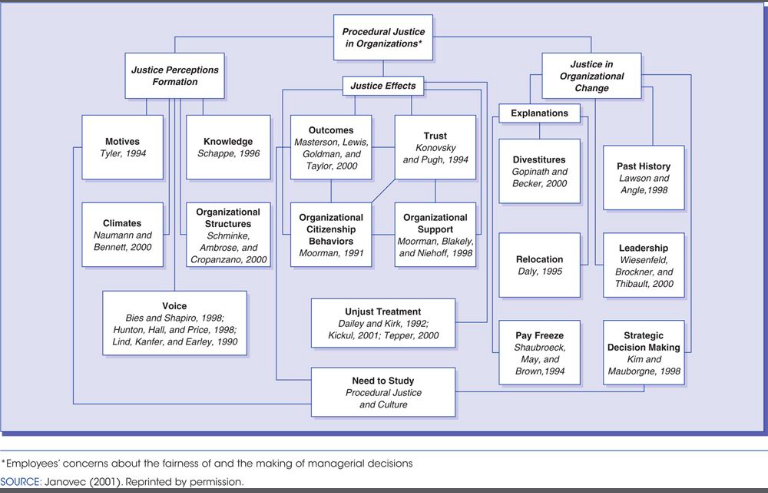 Procedural Justice
in Organizations*
Justice Perceptions
Formation
Justice Effects
Justice in
Organizational
Change
Explanations
Motives
Tyler, 1994
Knowledge
Schappe, 1996
Outcomes
Masterson, Lewis,
Goldman, and
Taylor, 2000
Trust
Konovsky
and Pugh, 1994
Divestitures
Gopinath and
Becker, 2000
Past History
Lawson and
Angle,1998
Climates
Naumann and
Bennett, 2000
Organizational
Structures
Schminke,
Ambrose, and
Cropanzano, 2000
Organizational
Citizenship
Behaviors
Moorman, 1991
Organizational
Support
Moorman, Blakely,
and Niehoff, 1998
Relocation
Daly, 1995
Leadership
Wiesenfeld,
Brockner, and
Thibault, 2000
Voice
Bies and Shapiro, 1998;
Hunton, Hall, and Price, 1998;
Lind, Kanfer, and Earley, 1990
Unjust Treatment
Dailey and Kirk, 1992;
Kickul, 2001; Tepper, 2000
Pay Freeze
Shaubroeck,
May, and
Brown,1994
Strategic
Decision Making
Kim and
Mauborgne, 1998
Need to Study
Procedural Justice
and Culture
*Employees' concerns about the fairness of and the making of managerial decisions
SOURCE: Janovec (2001). Reprinted by permission.